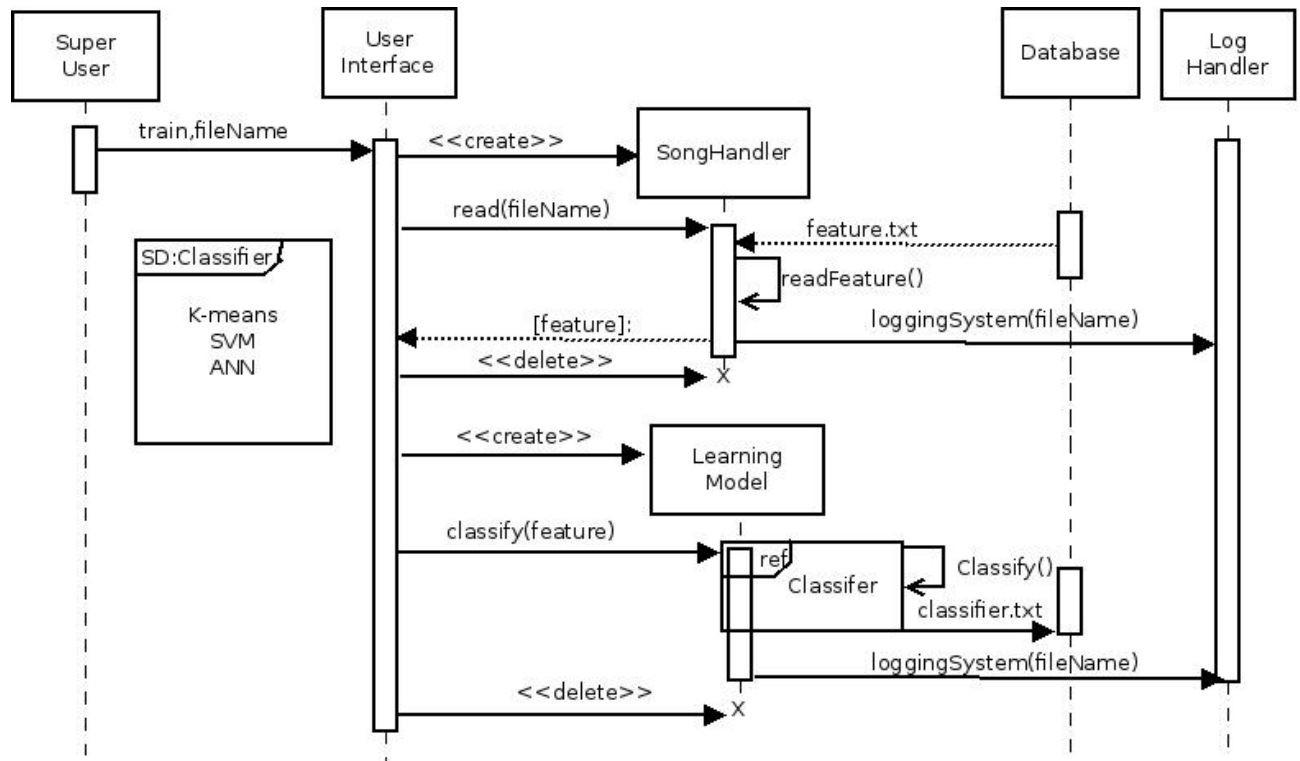 Super
User
User
Interface
Database
Log
Handler
train,fileName
<<create>>
SongHandler
read(fileName)
feature.txt
SD:Classifier
readFeature()
K-means
SVM
ANN
[feature]:
loggingSystem(fileName)
<<delete>>
X
<<create>>
Learning
Model
classify(feature)
ref
Classifer
Classify()
classifier.txt
loggingSystem(fileName)
<<delete>>
X